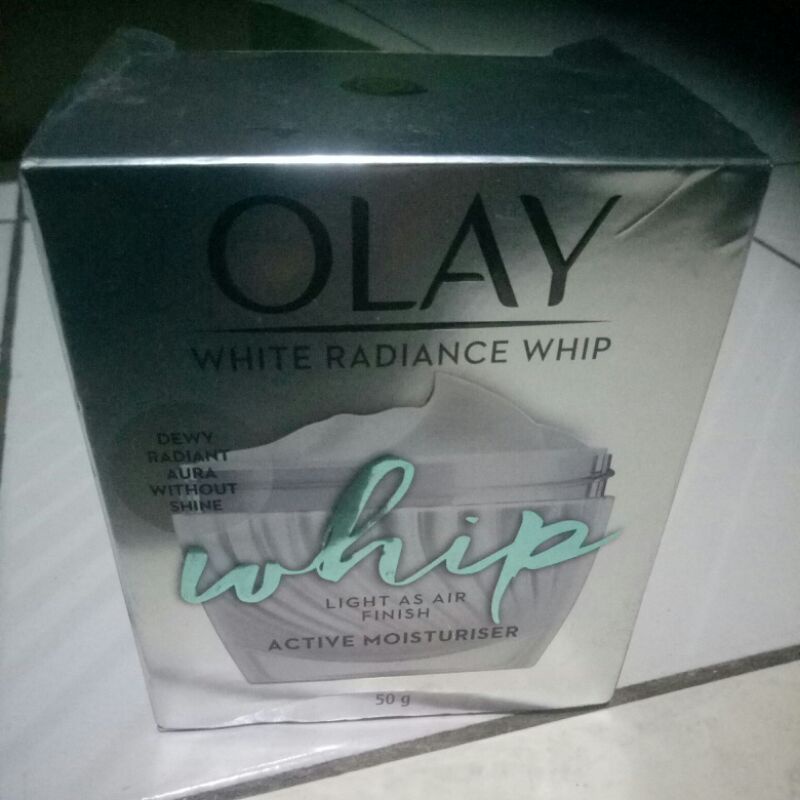 OLAY
WHITE RADIANCE WHIP
DEWY
RADIANT
AURA
WITHOUT
SHINE
whip
LIGHT AS AIR
FINISH
ACTIVE MOISTURISER
50 g